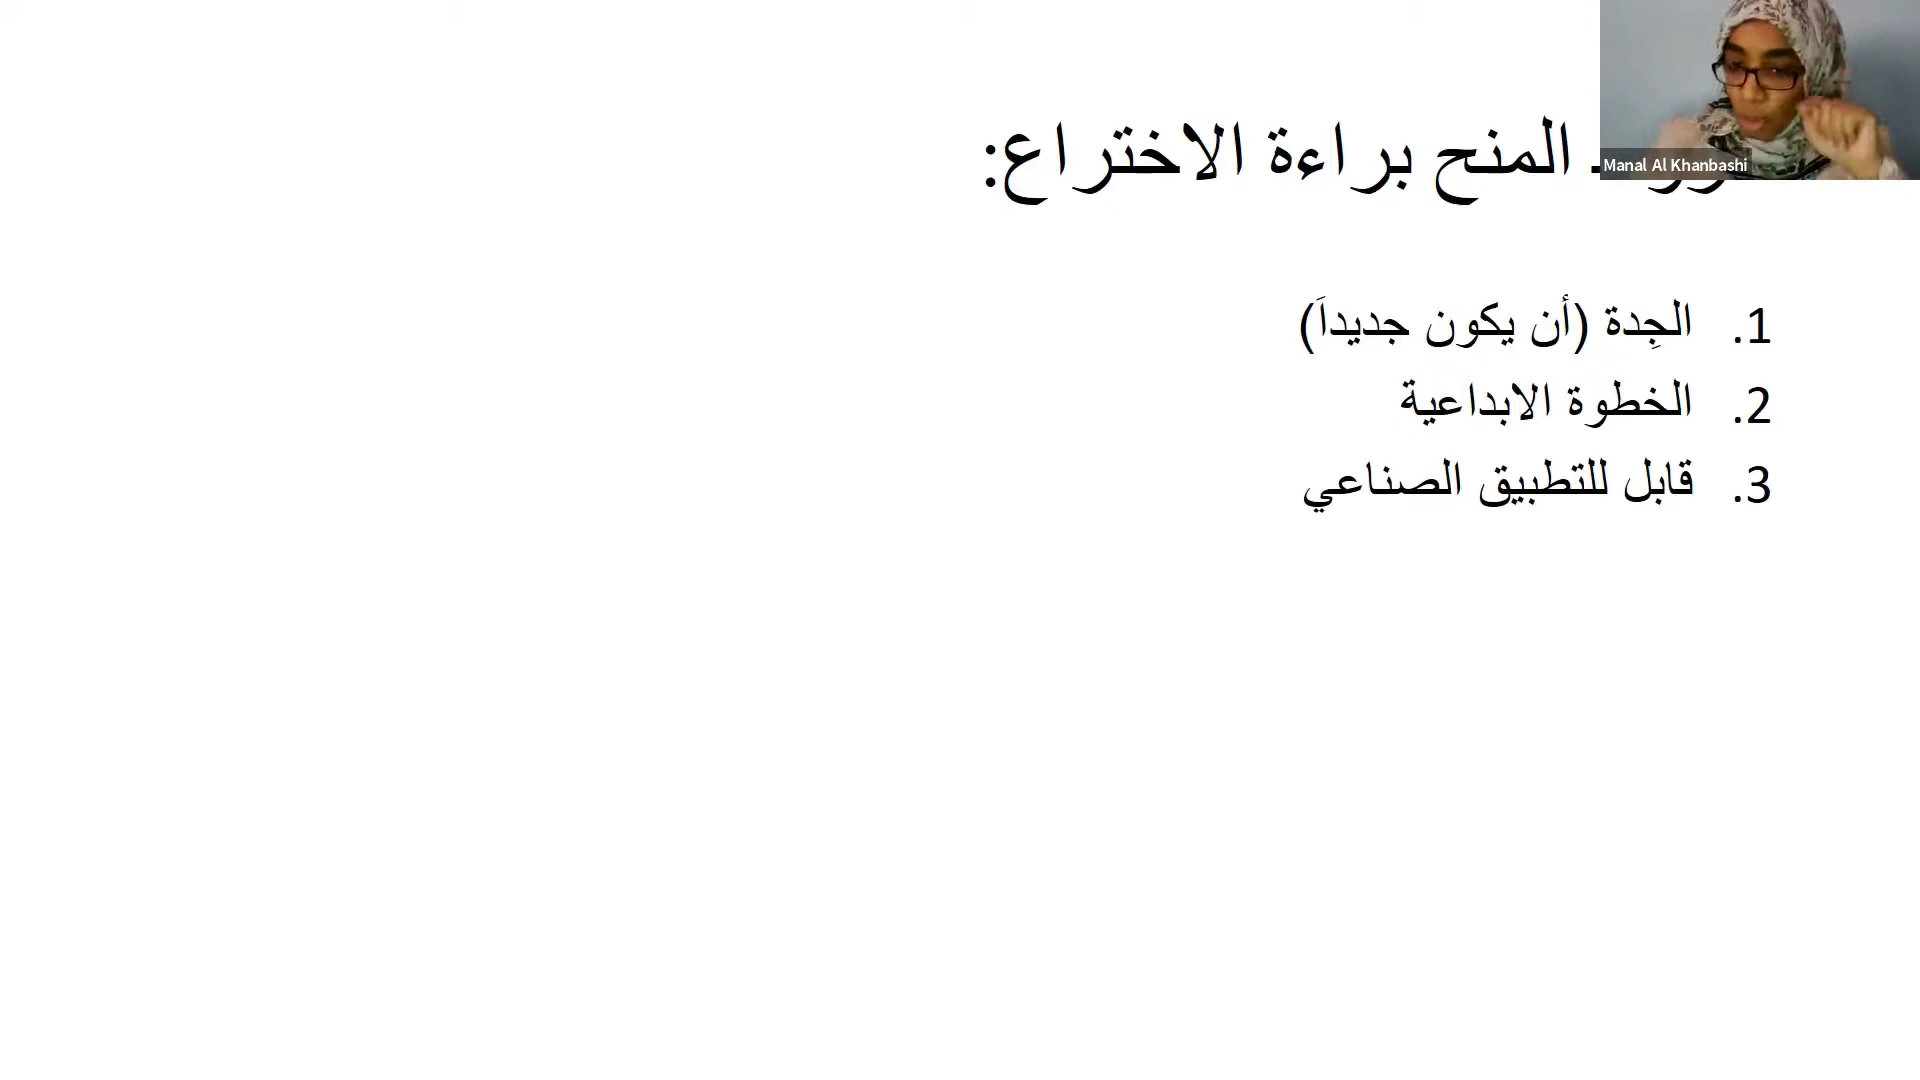 المنح براءة الاختراع:
Manal Al Khanbashi
1. الجِدة (أن يكون جديداَ)
2. الخطوة الابداعية
3. قابل للتطبيق الصناعي